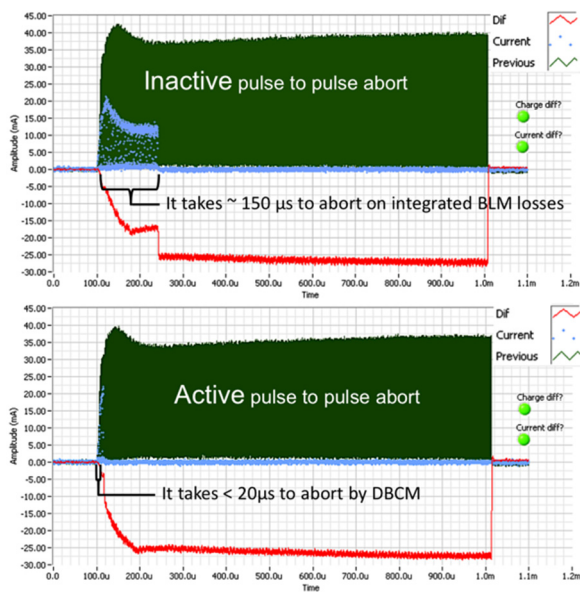 45.00
40.00
35.00
30.00
25.00
20.00
15.00
10.00
5.00
0.00
-5.00
-10.00
-15.00
-20.00
-25.00
-30.00
Amplitude (mA)
Inactive pulse to pulse abort
It takes ~ 150 µs to abort on integrated BLM losses
Dif
Current
Previous
Charge diff?
Current diff?
0.0 100.0u 200.0u 300.0u 400.0u 500.0u 600.0u 700.0u 800.0u 900.0u 1.0m 1.1m 1.2m
Time
45.00
40.00
35.00
30.00
25.00
20.00
15.00
10.00
5.00
0.00
-5.00
-10.00
-15.00
-20.00
-25.00
-30.00
Amplitude (mA)
Active pulse to pulse abort
It takes < 20µs to abort by DBCM
Dif
Current
Previous
Charge diff?
Current diff?
0.0 100.0u 200.0u 300.0u 400.0u 500.0u 600.0u 700.0u 800.0u 900.0u 1.0m 1.1m 1.2m
Time